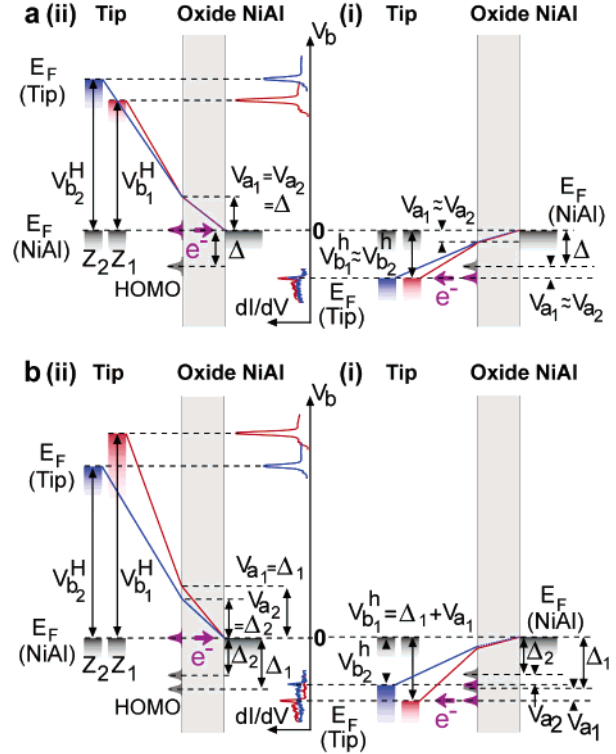 a (ii) Tip Oxide NiAl V_b (i) Tip Oxide NiAl
E_F
(Tip)
V_b2^H V_b1^H
V_a1=V_a2
=Δ
E_F
(NiAl)
Z_2 Z_1
HOMO
e^-
Δ
dI/dV
0
V_a1≈V_a2
V_b1^h≈V_b2^h
E_F
(NiAl)
Δ
E_F
(Tip)
e^-
V_a1≈V_a2
b (ii) Tip Oxide NiAl V_b (i) Tip Oxide NiAl
E_F
(Tip)
V_b2^H V_b1^H
V_a1=Δ_1
V_a2
=Δ_2
E_F
(NiAl)
Z_2 Z_1
HOMO
e^-
Δ_2 Δ_1
dI/dV
0
V_b1^h=Δ_1+V_a1
V_b2^h
E_F
(NiAl)
Δ_2 Δ_1
E_F
(Tip)
e^-
V_a2 V_a1